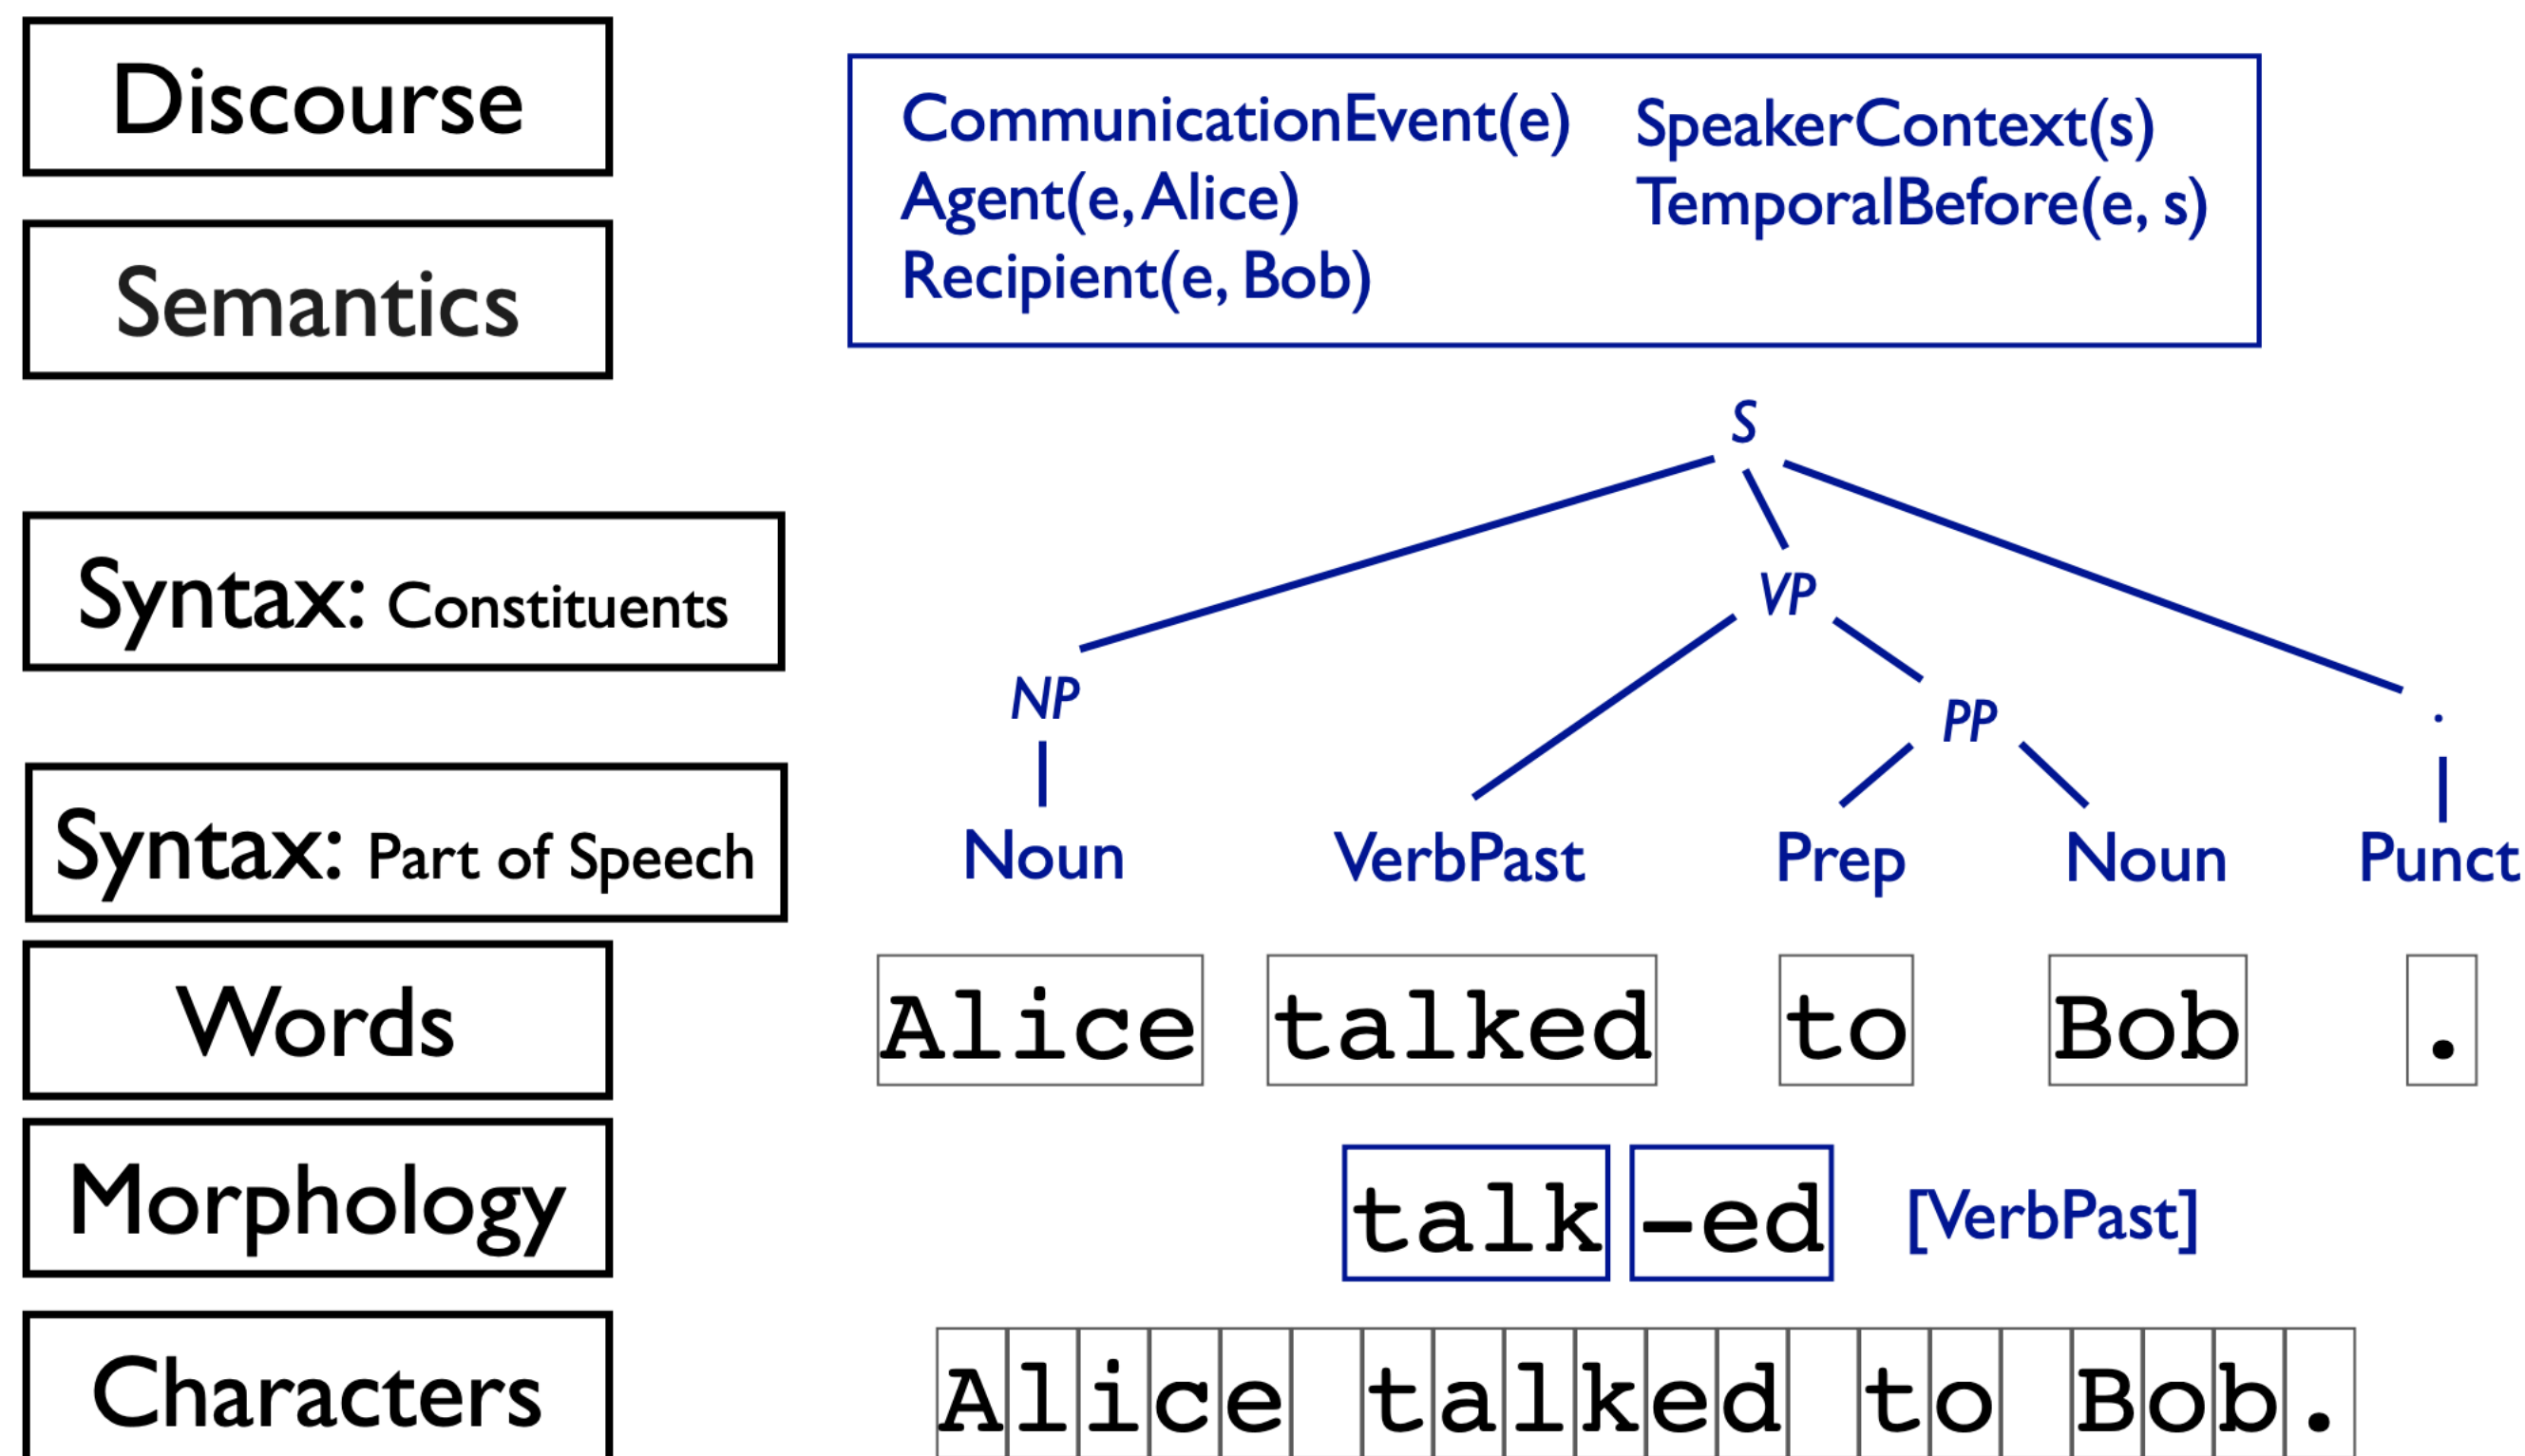 Discourse
CommunicationEvent(e) SpeakerContext(s)
Agent(e, Alice) TemporalBefore(e, s)
Recipient(e, Bob)
Semantics
S
Syntax: Constituents
VP
NP
PP
.
Syntax: Part of Speech
Noun VerbPast Prep Noun Punct
Words
Alice talked to Bob .
Morphology
talk -ed [VerbPast]
Characters
Alice talked to Bob.